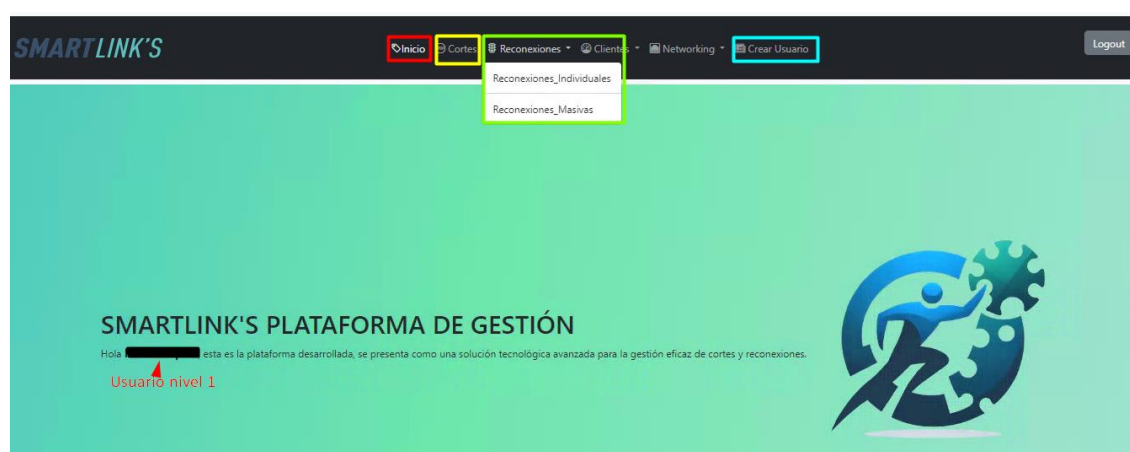 SMARTLINK'S
Inicio Cortes Reconexiones Clientes Networking Crear Usuario
Logout
Reconexiones_Individuales
Reconexiones_Masivas
SMARTLINK'S PLATAFORMA DE GESTIÓN
Hola esta es la plataforma desarrollada, se presenta como una solución tecnológica avanzada para la gestión eficaz de cortes y reconexiones.
Usuario nivel 1